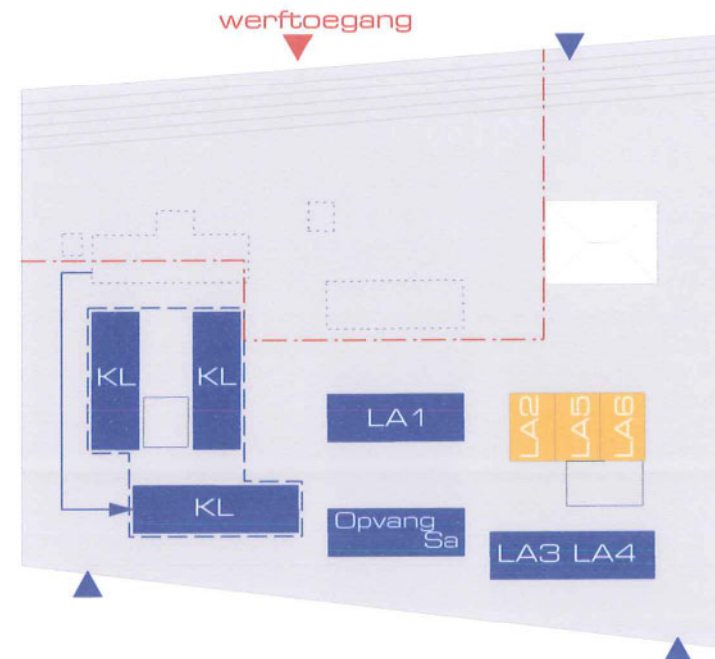 werftoegang
KL
KL
LA1
LA2
LA5
LA6
KL
Opvang
Sa
LA3 LA4